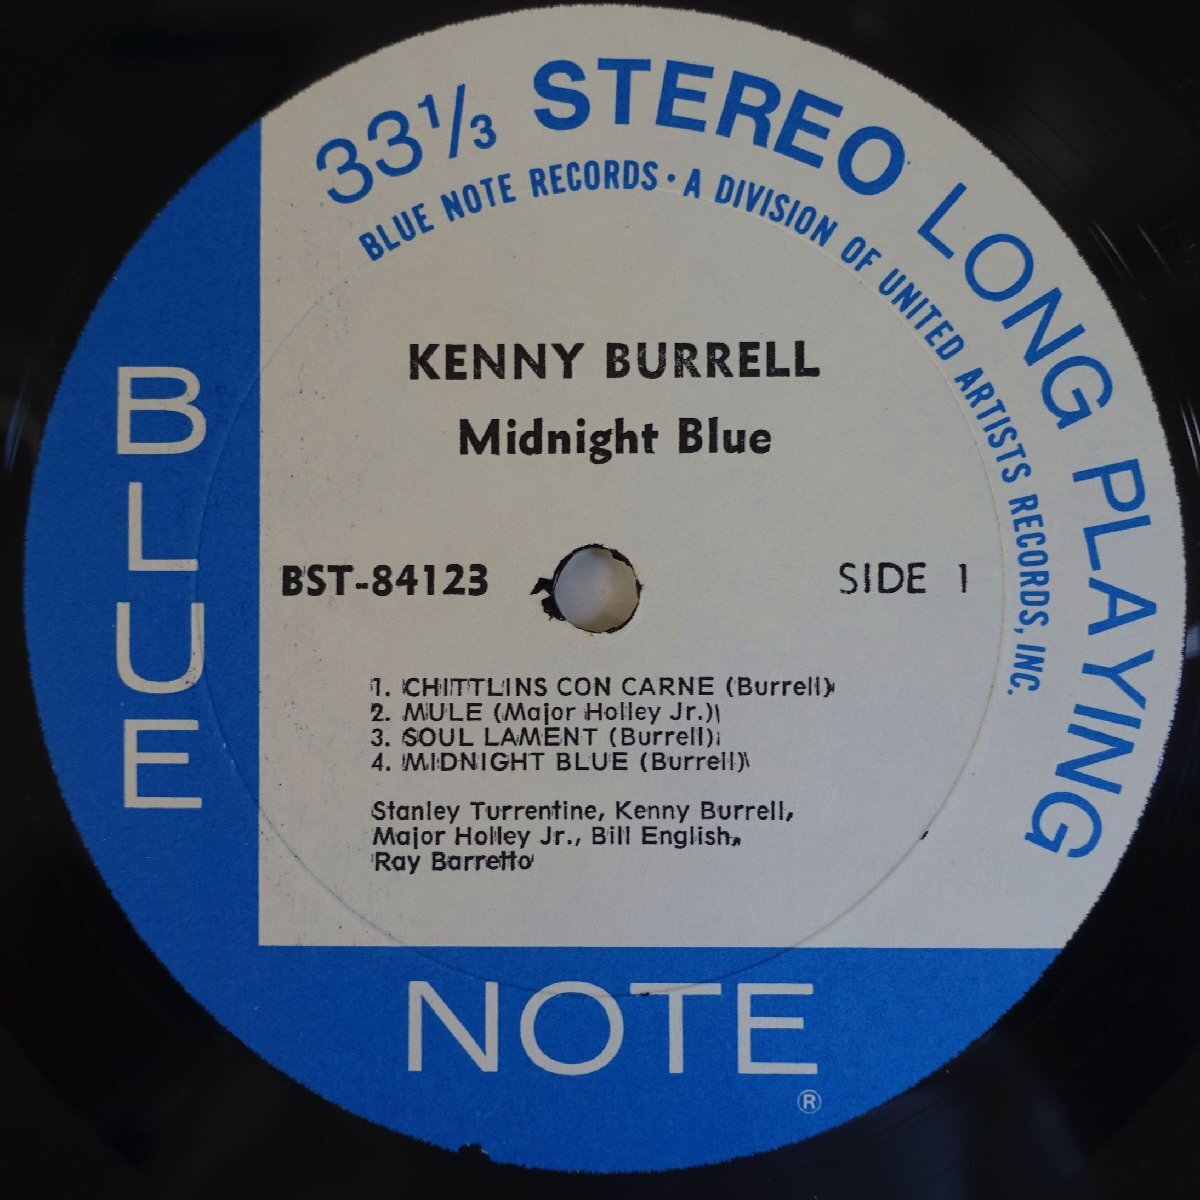 33⅓ STEREO LONG PLAYING
BLUE NOTE RECORDS · A DIVISION OF UNITED ARTISTS RECORDS, INC.
KENNY BURRELL
Midnight Blue
BST-84123
SIDE 1
1. CHITTLINS CON CARNE (Burrell)
2. MULE (Major Holley Jr.)
3. SOUL LAMENT (Burrell)
4. MIDNIGHT BLUE (Burrell)
Stanley Turrentine, Kenny Burrell,
Major Holley Jr., Bill English,
Ray Barretto
BLUE
NOTE
®